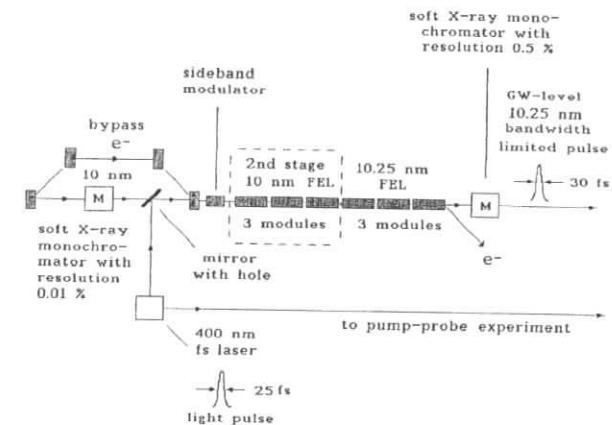 soft X-ray mono-
chromator with
resolution 0.5 %
sideband
modulator
GW-level
10.25 nm
bandwidth
limited pulse
bypass
e-
2nd stage
10 nm FEL
10.25 nm
FEL
10 nm
M
M
30 fs
3 modules
3 modules
soft X-ray
monochro-
mator with
resolution
0.01 %
mirror
with hole
e-
400 nm
fs laser
to pump-probe experiment
25 fs
light pulse